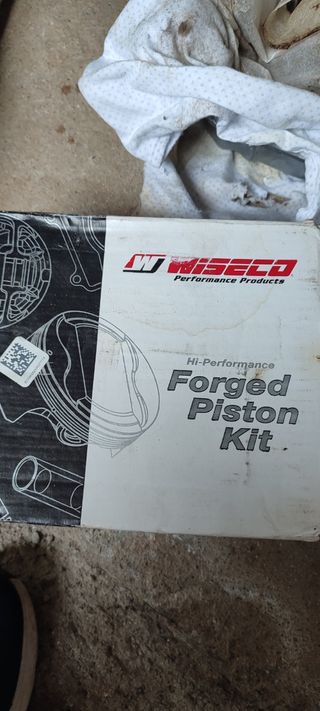 W WISECO
Performance Products
Hi-Performance
Forged
Piston
Kit